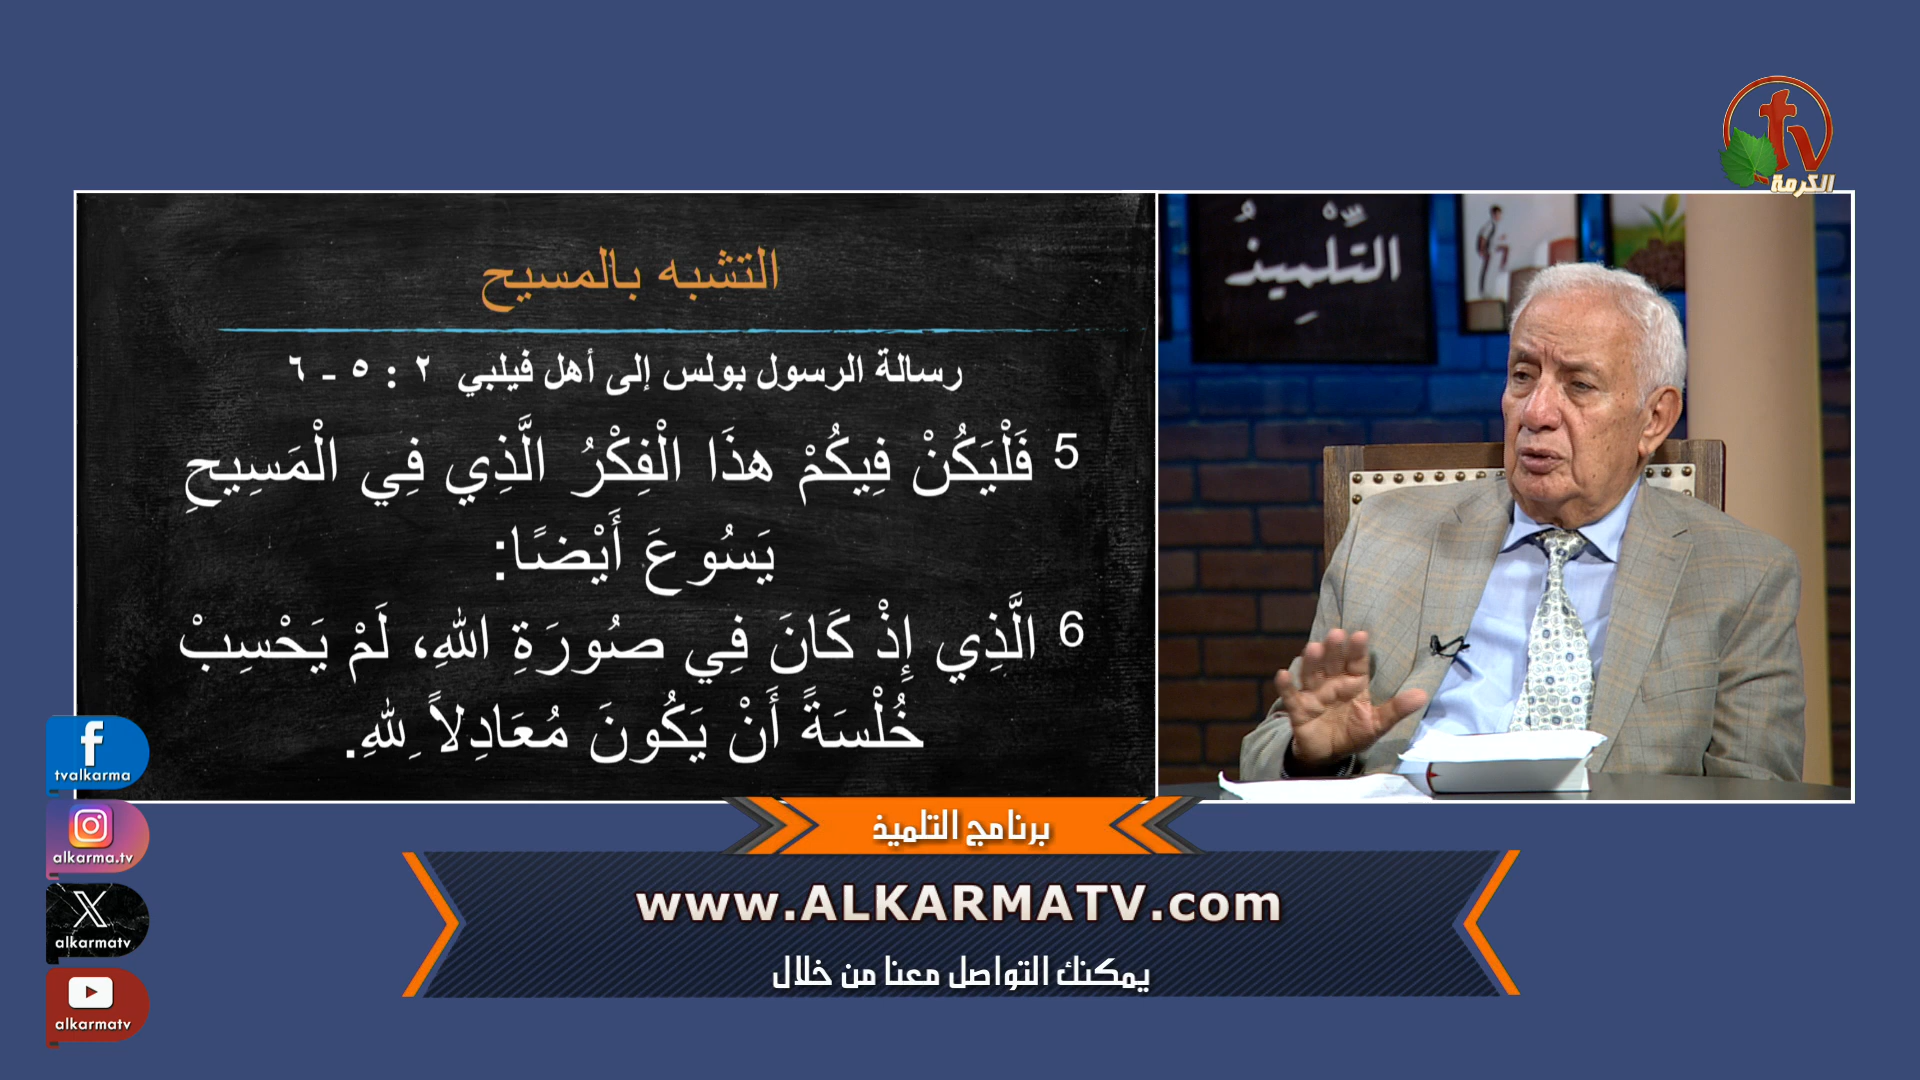 tv
الكرمة
التِّلْمِيذُ
التشبه بالمسيح
رسالة الرسول بولس إلى أهل فيلبي ٢ : ٥ - ٦
5 فَلْيَكُنْ فِيكُمْ هذَا الْفِكْرُ الَّذِي فِي الْمَسِيحِ
يَسُوعَ أَيْضًا:
6 الَّذِي إِذْ كَانَ فِي صُورَةِ اللهِ، لَمْ يَحْسِبْ
خُلْسَةً أَنْ يَكُونَ مُعَادِلاً ِللهِ.
tvalkarma
alkarma.tv
alkarmatv
alkarmatv
برنامج التلميذ
www.ALKARMATV.com
يمكنك التواصل معنا من خلال